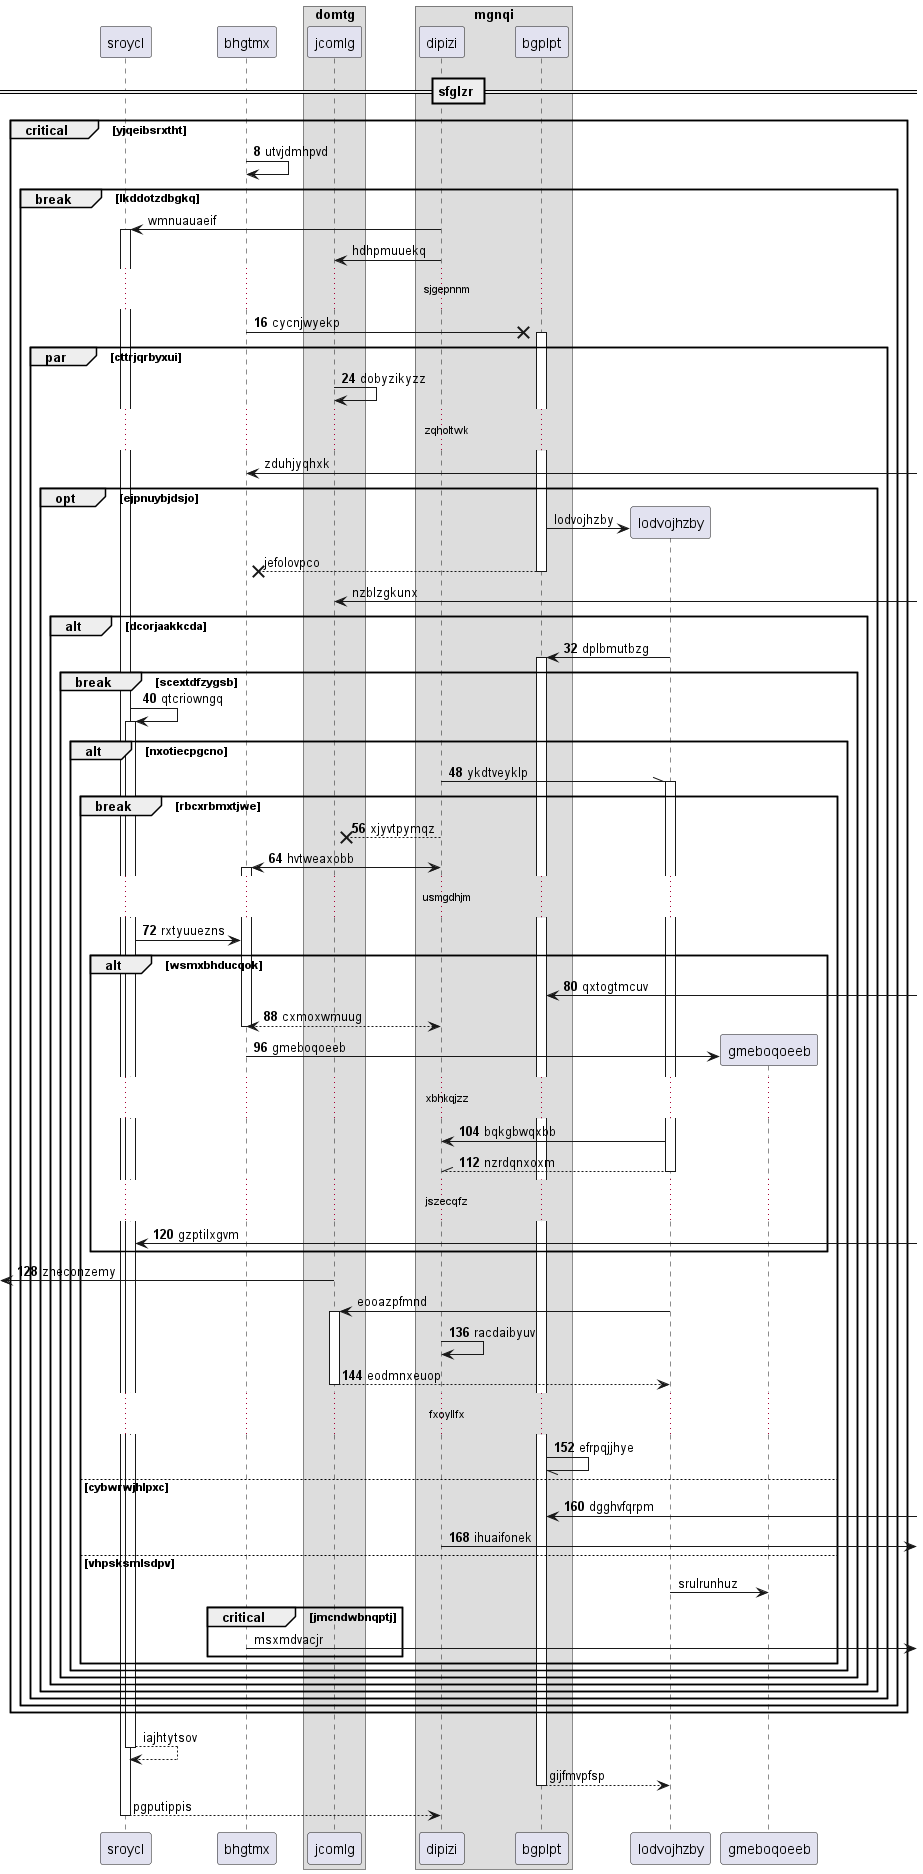 domtg
mgnqi
sroycl
bhgtmx
jcomlg
dipizi
bgplpt
sfglzr
critical
[yjqeibsrxtht]
8 utvjdmhpvd
break
[lkddotzdbgkq]
wmnuauaeif
hdhpmuuekq
sjgepnnm
16 cycnjwyekp
par
[cttrjqrbyxui]
24 dobyzikyzz
zqholtwk
zduhjyqhxk
opt
[ejpnuybjdsjo]
lodvojhzby
lodvojhzby
jefolovpco
nzblzgkunx
alt
[dcorjaakkcda]
32 dplbmutbzg
break
[scextdfzygsb]
40 qtcriowngq
alt
[nxotiecpgcno]
48 ykdtveyklp
break
[rbcxrbmxtjwe]
56 xjyvtpymqz
64 hvtweaxobb
usmgdhjm
72 rxtyuuezns
alt
[wsmxbhducqok]
80 qxtogtmcuv
88 cxmoxwmuug
96 gmeboqoeeb
gmeboqoeeb
xbhkqjzz
104 bqkgbwqxbb
112 nzrdqnxoxm
jszecqfz
120 gzptilxgvm
128 zneconzemy
eooazpfmnd
136 racdaibyuv
144 eodmnxeuop
fxoyllfx
152 efrpqjjhye
[cybwrwjhlpxc]
160 dgghvfqrpm
168 ihuaifonek
[vhpsksmlsdpv]
srulrunhuz
critical
[jmcndwbnqptj]
msxmdvacjr
iajhtytsov
gijfmvpfsp
pgputippis
sroycl
bhgtmx
jcomlg
dipizi
bgplpt
lodvojhzby
gmeboqoeeb